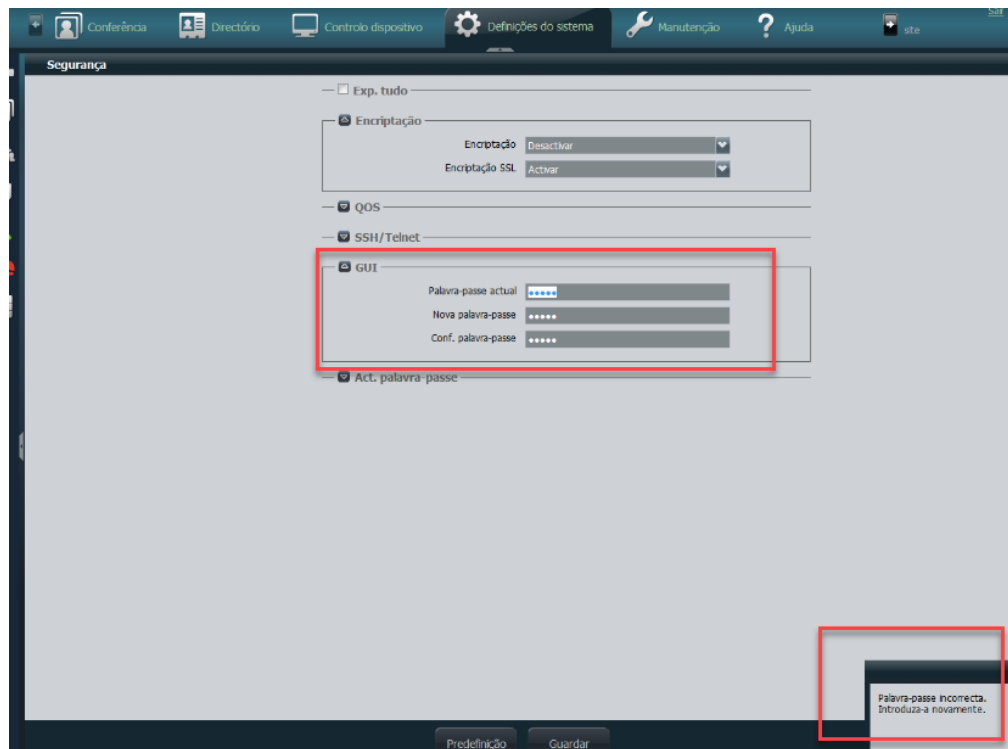 Conferência Directório Controlo dispositivo Definições do sistema Manutenção Ajuda ste
Segurança
Exp. tudo
Encriptação
Encriptação Desactivar
Encriptação SSL Activar
QOS
SSH/Telnet
GUI
Palavra-passe actual •••••
Nova palavra-passe •••••
Conf. palavra-passe •••••
Act. palavra-passe
Palavra-passe incorrecta.
Introduza-a novamente.
Predefinição Guardar